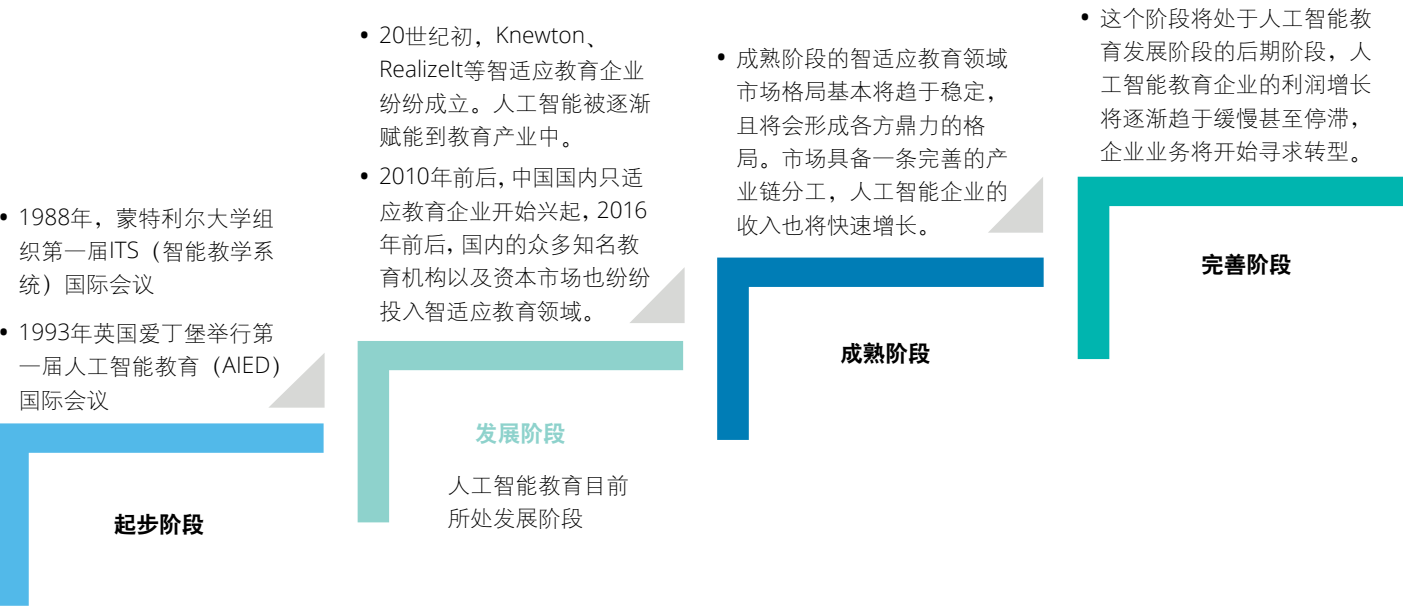 • 1988年，蒙特利尔大学组
织第一届ITS（智能教学系
统）国际会议
• 1993年英国爱丁堡举行第
一届人工智能教育（AIED）
国际会议
起步阶段
• 20世纪初，Knewton、
RealizeIt等智适应教育企业
纷纷成立。人工智能被逐渐
赋能到教育产业中。
• 2010年前后，中国国内只适
应教育企业开始兴起，2016
年前后，国内的众多知名教
育机构以及资本市场也纷纷
投入智适应教育领域。
发展阶段
人工智能教育目前
所处发展阶段
• 成熟阶段的智适应教育领域
市场格局基本将趋于稳定，
且将会形成各方鼎力的格
局。市场具备一条完善的产
业链分工，人工智能企业的
收入也将快速增长。
成熟阶段
• 这个阶段将处于人工智能教
育发展阶段的后期阶段，人
工智能教育企业的利润增长
将逐渐趋于缓慢甚至停滞，
企业业务将开始寻求转型。
完善阶段